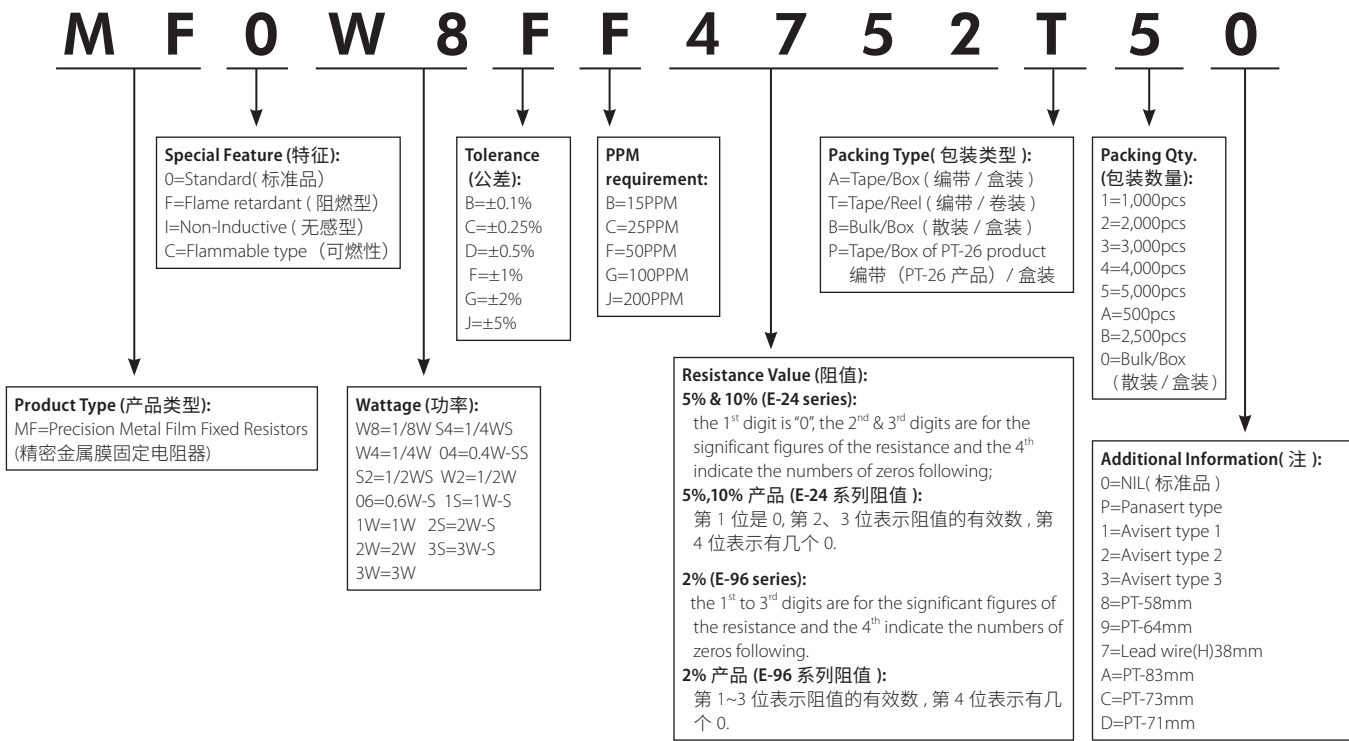 M F 0 W 8 F F 4 7 5 2 T 5 0
Special Feature (特征):
0=Standard( 标准品）
F=Flame retardant ( 阻燃型）
I=Non-Inductive ( 无感型）
C=Flammable type （可燃性）
Tolerance
(公差):
B=±0.1%
C=±0.25%
D=±0.5%
F=±1%
G=±2%
J=±5%
PPM
requirement:
B=15PPM
C=25PPM
F=50PPM
G=100PPM
J=200PPM
Packing Type( 包装类型 ):
A=Tape/Box ( 编带 / 盒装 )
T=Tape/Reel ( 编带 / 卷装 )
B=Bulk/Box ( 散装 / 盒装 )
P=Tape/Box of PT-26 product
编带（PT-26 产品）/ 盒装
Packing Qty.
(包装数量):
1=1,000pcs
2=2,000pcs
3=3,000pcs
4=4,000pcs
5=5,000pcs
A=500pcs
B=2,500pcs
0=Bulk/Box
（散装 / 盒装）
Product Type (产品类型):
MF=Precision Metal Film Fixed Resistors
(精密金属膜固定电阻器)
Wattage (功率):
W8=1/8W S4=1/4WS
W4=1/4W 04=0.4W-SS
S2=1/2WS W2=1/2W
06=0.6W-S 1S=1W-S
1W=1W 2S=2W-S
2W=2W 3S=3W-S
3W=3W
Resistance Value (阻值):
5% & 10% (E-24 series):
the 1st digit is “0”, the 2nd & 3rd digits are for the
significant figures of the resistance and the 4th
indicate the numbers of zeros following;
5%,10% 产品 (E-24 系列阻值 ):
第 1 位是 0, 第 2、3 位表示阻值的有效数 , 第
4 位表示有几个 0.
2% (E-96 series):
the 1st to 3rd digits are for the significant figures of
the resistance and the 4th indicate the numbers of
zeros following.
2% 产品 (E-96 系列阻值 ):
第 1~3 位表示阻值的有效数 , 第 4 位表示有几
个 0.
Additional Information( 注 ):
0=NIL( 标准品 )
P=Panasert type
1=Avisert type 1
2=Avisert type 2
3=Avisert type 3
8=PT-58mm
9=PT-64mm
7=Lead wire(H)38mm
A=PT-83mm
C=PT-73mm
D=PT-71mm